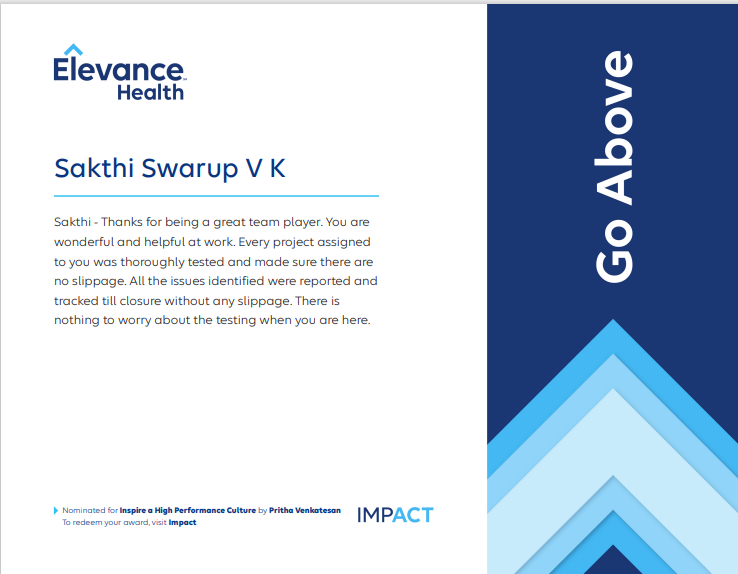 Elevance
Health
Sakthi Swarup V K
Sakthi - Thanks for being a great team player. You are
wonderful and helpful at work. Every project assigned
to you was thoroughly tested and made sure there are
no slippage. All the issues identified were reported and
tracked till closure without any slippage. There is
nothing to worry about the testing when you are here.
Nominated for Inspire a High Performance Culture by Pritha Venkatesan
To redeem your award, visit Impact
IMPACT
Go Above